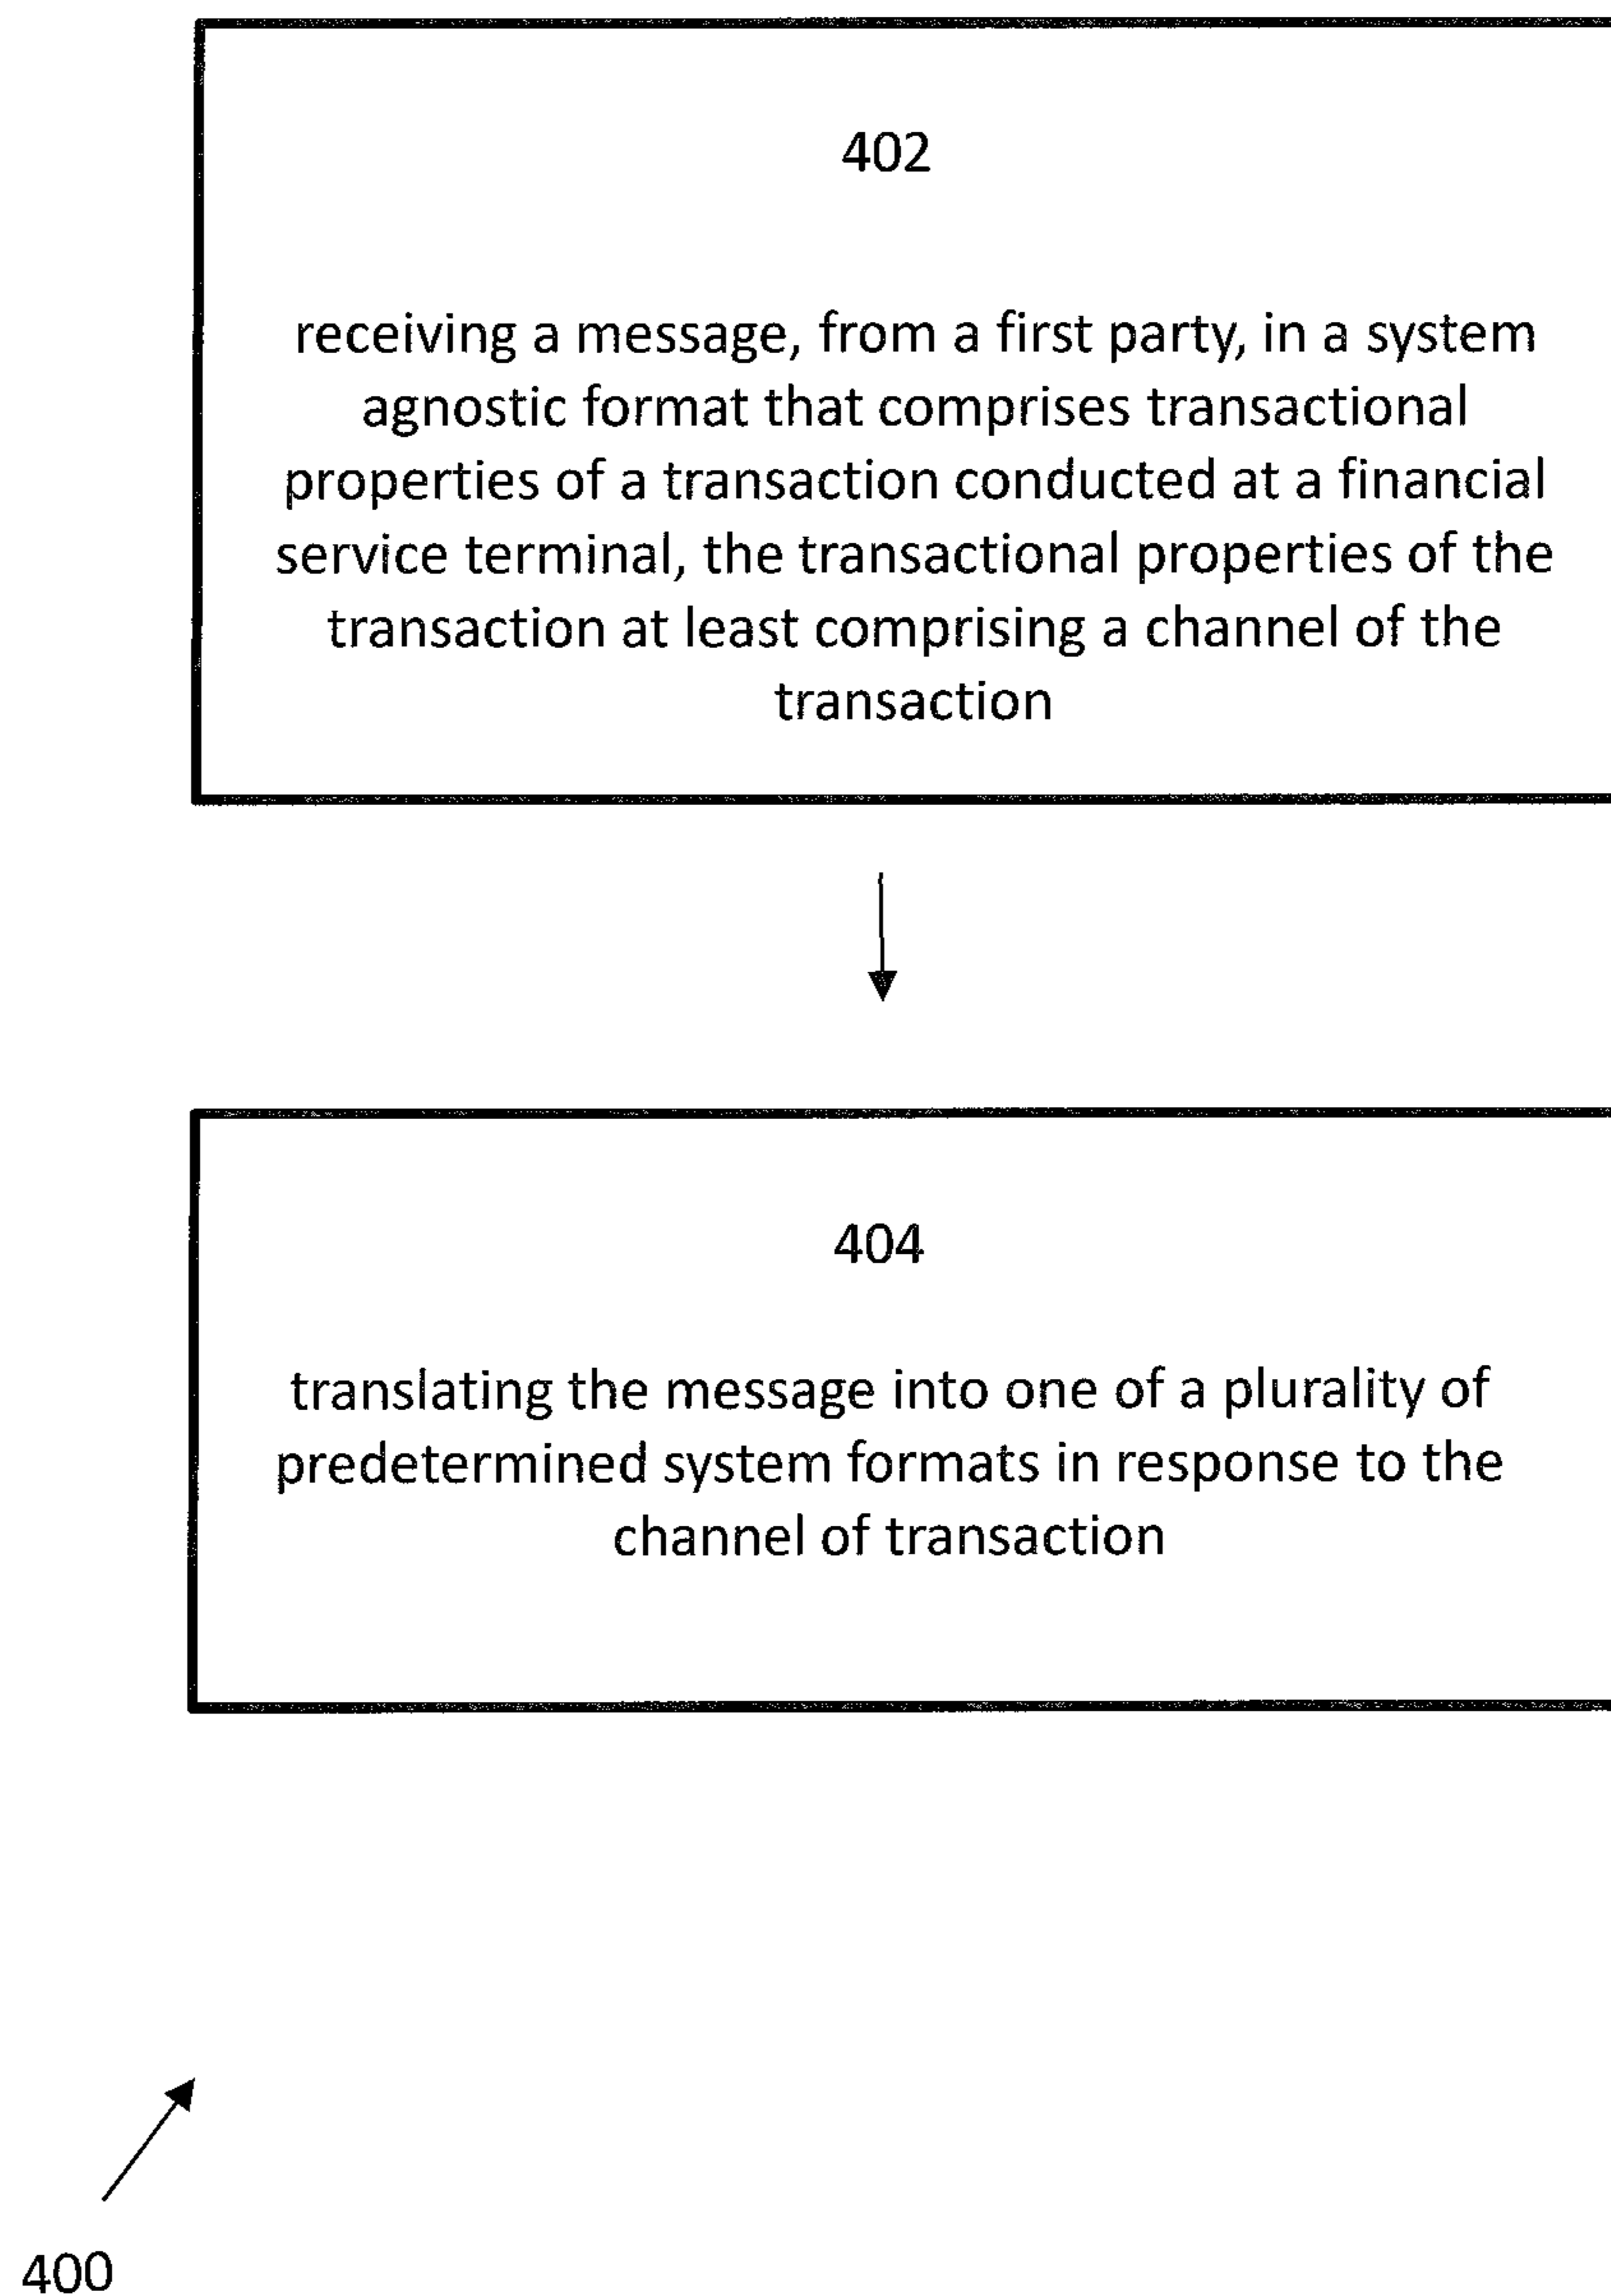 402
receiving a message, from a first party, in a system
agnostic format that comprises transactional
properties of a transaction conducted at a financial
service terminal, the transactional properties of the
transaction at least comprising a channel of the
transaction
404
translating the message into one of a plurality of
predetermined system formats in response to the
channel of transaction
400